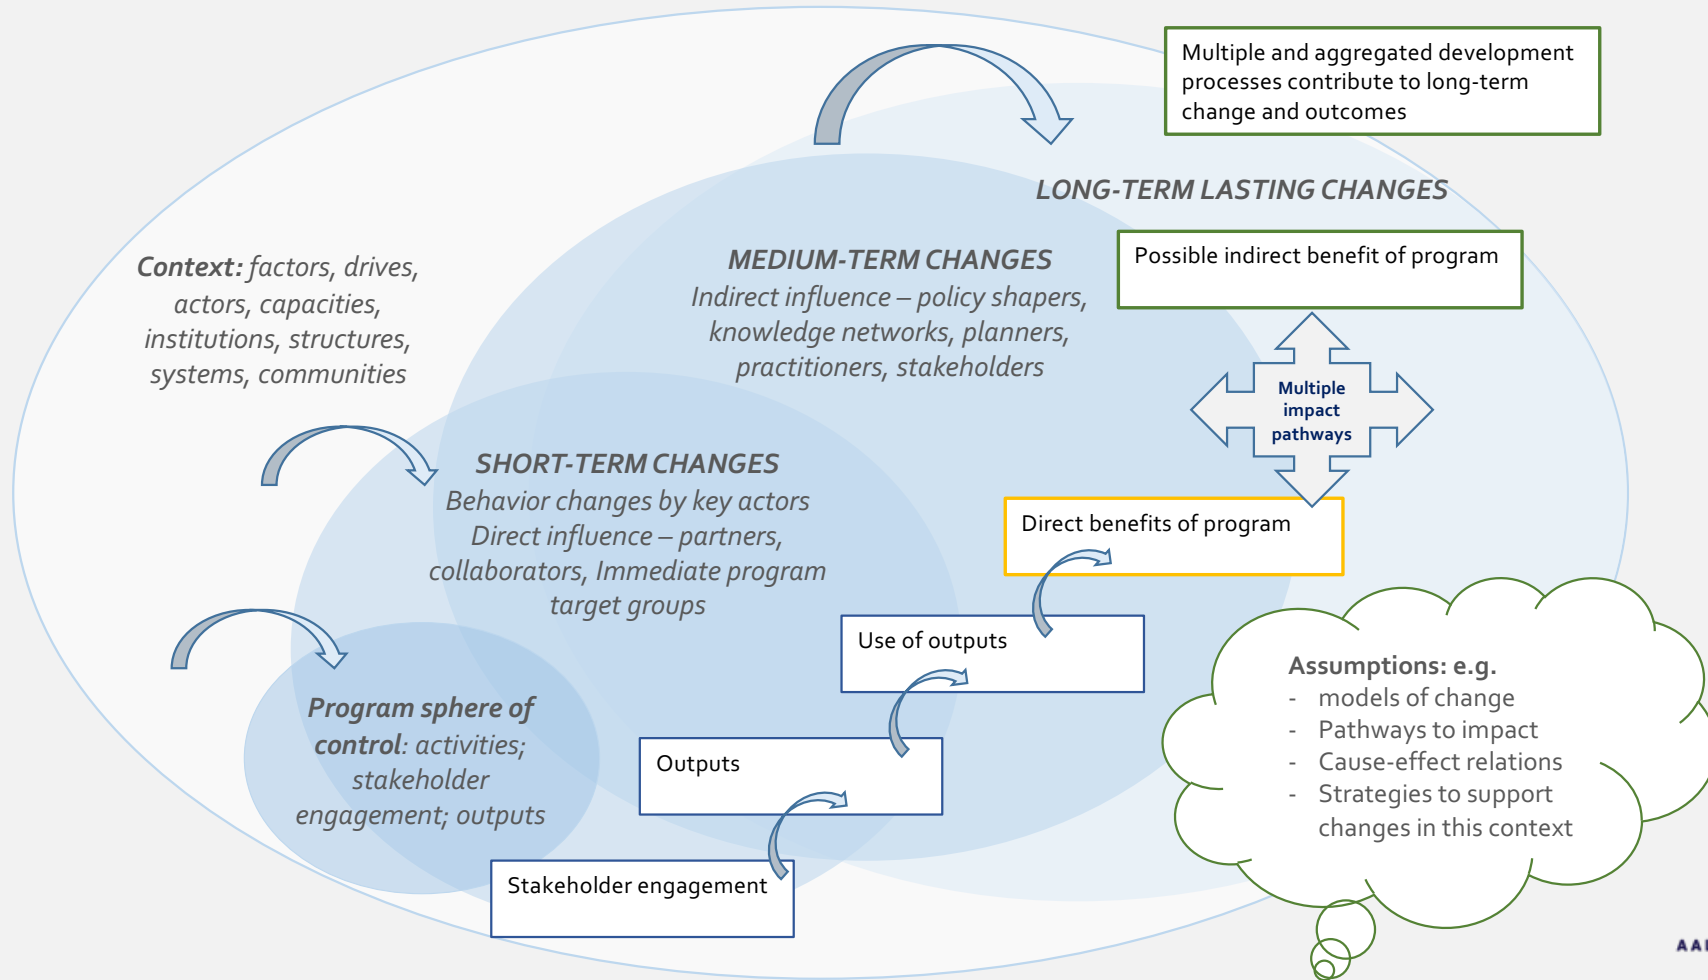 Multiple and aggregated development
processes contribute to long-term
change and outcomes
LONG-TERM LASTING CHANGES
Possible indirect benefit of program
MEDIUM-TERM CHANGES
Indirect influence – policy shapers,
knowledge networks, planners,
practitioners, stakeholders
Context: factors, drives,
actors, capacities,
institutions, structures,
systems, communities
Multiple
impact
pathways
SHORT-TERM CHANGES
Behavior changes by key actors
Direct influence – partners,
collaborators, Immediate program
target groups
Direct benefits of program
Use of outputs
Program sphere of
control: activities;
stakeholder
engagement; outputs
Outputs
Stakeholder engagement
Assumptions: e.g.
- models of change
- Pathways to impact
- Cause-effect relations
- Strategies to support
changes in this context